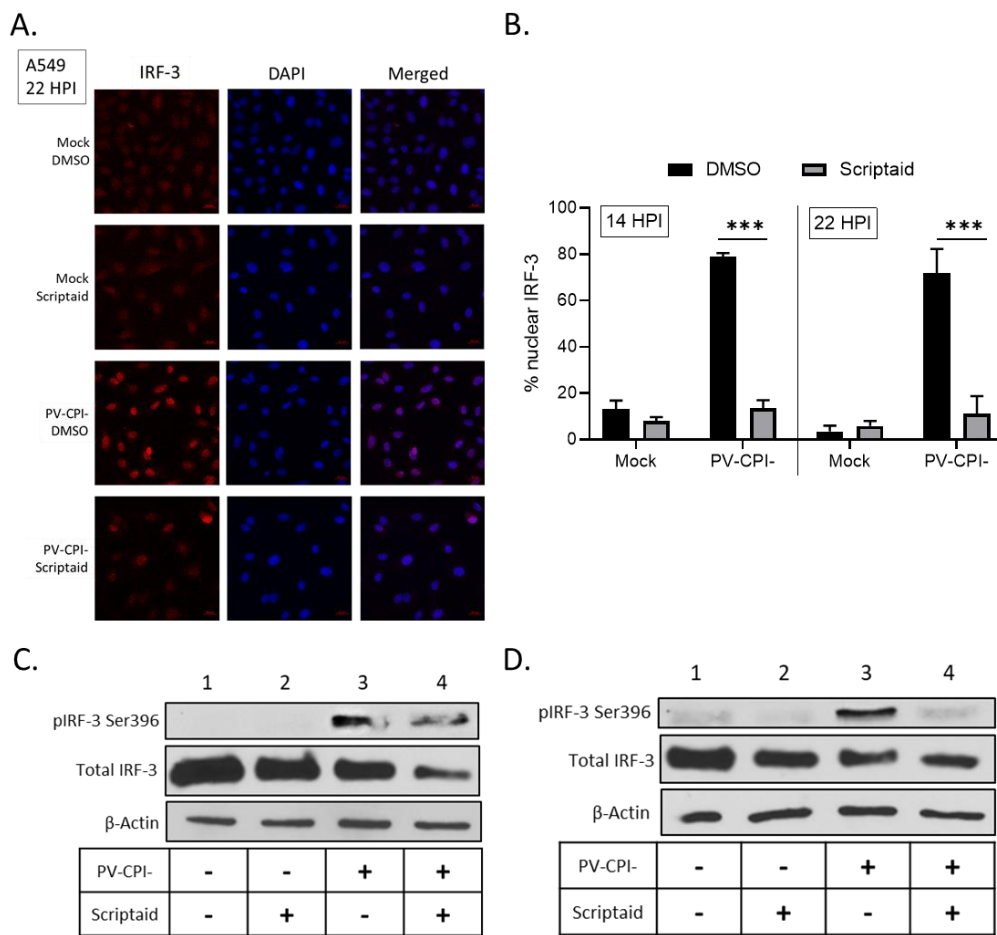 A.
A549
22 HPI
IRF-3
DAPI
Merged
Mock
DMSO
Mock
Scriptaid
PV-CPI-
DMSO
PV-CPI-
Scriptaid
B.
DMSO
Scriptaid
% nuclear IRF-3
100
80
60
40
20
0
14 HPI
***
22 HPI
***
Mock
PV-CPI-
Mock
PV-CPI-
C.
1 2 3 4
pIRF-3 Ser396
Total IRF-3
β-Actin
PV-CPI- - - + +
Scriptaid - + - +
D.
1 2 3 4
pIRF-3 Ser396
Total IRF-3
β-Actin
PV-CPI- - - + +
Scriptaid - + - +